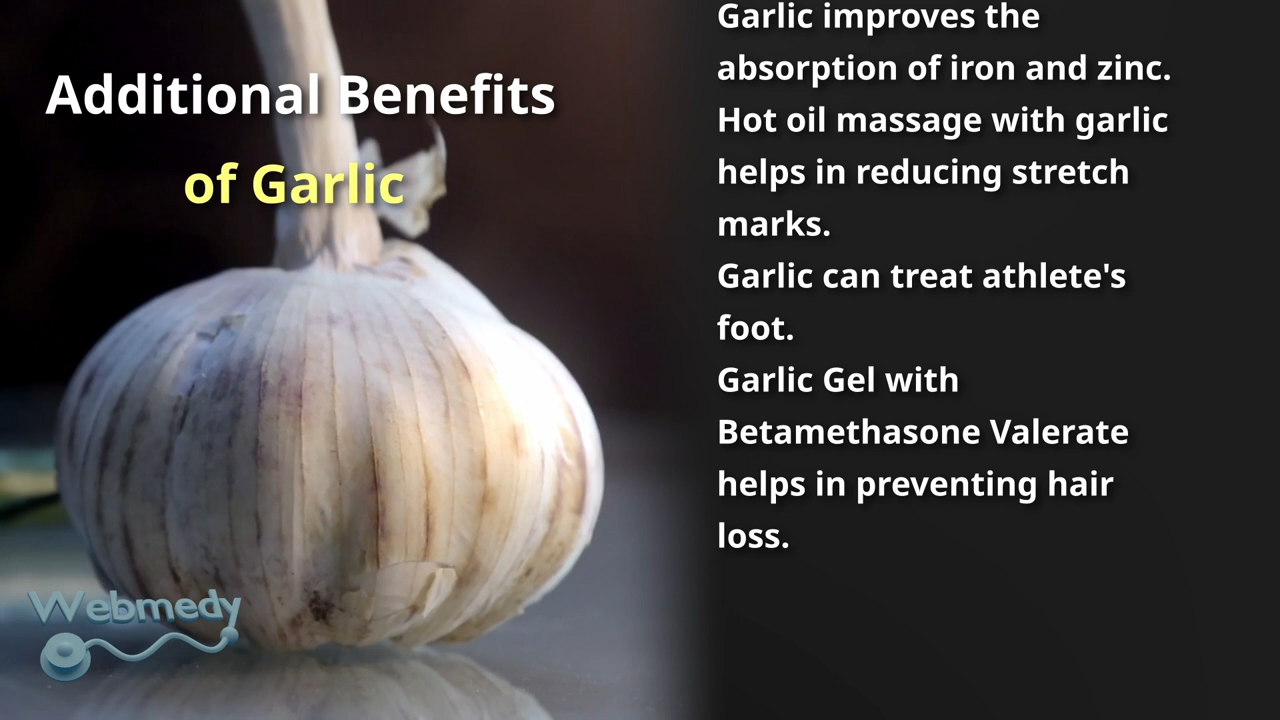 Additional Benefits
of Garlic
Garlic improves the
absorption of iron and zinc.
Hot oil massage with garlic
helps in reducing stretch
marks.
Garlic can treat athlete's
foot.
Garlic Gel with
Betamethasone Valerate
helps in preventing hair
loss.
Webmedy